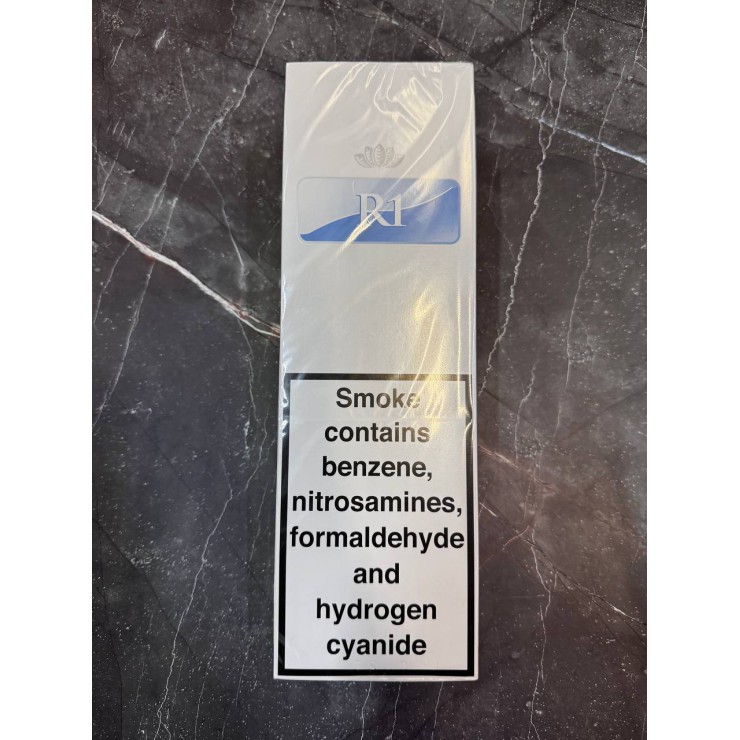 R1
Smoke
contains
benzene,
nitrosamines,
formaldehyde
and
hydrogen
cyanide